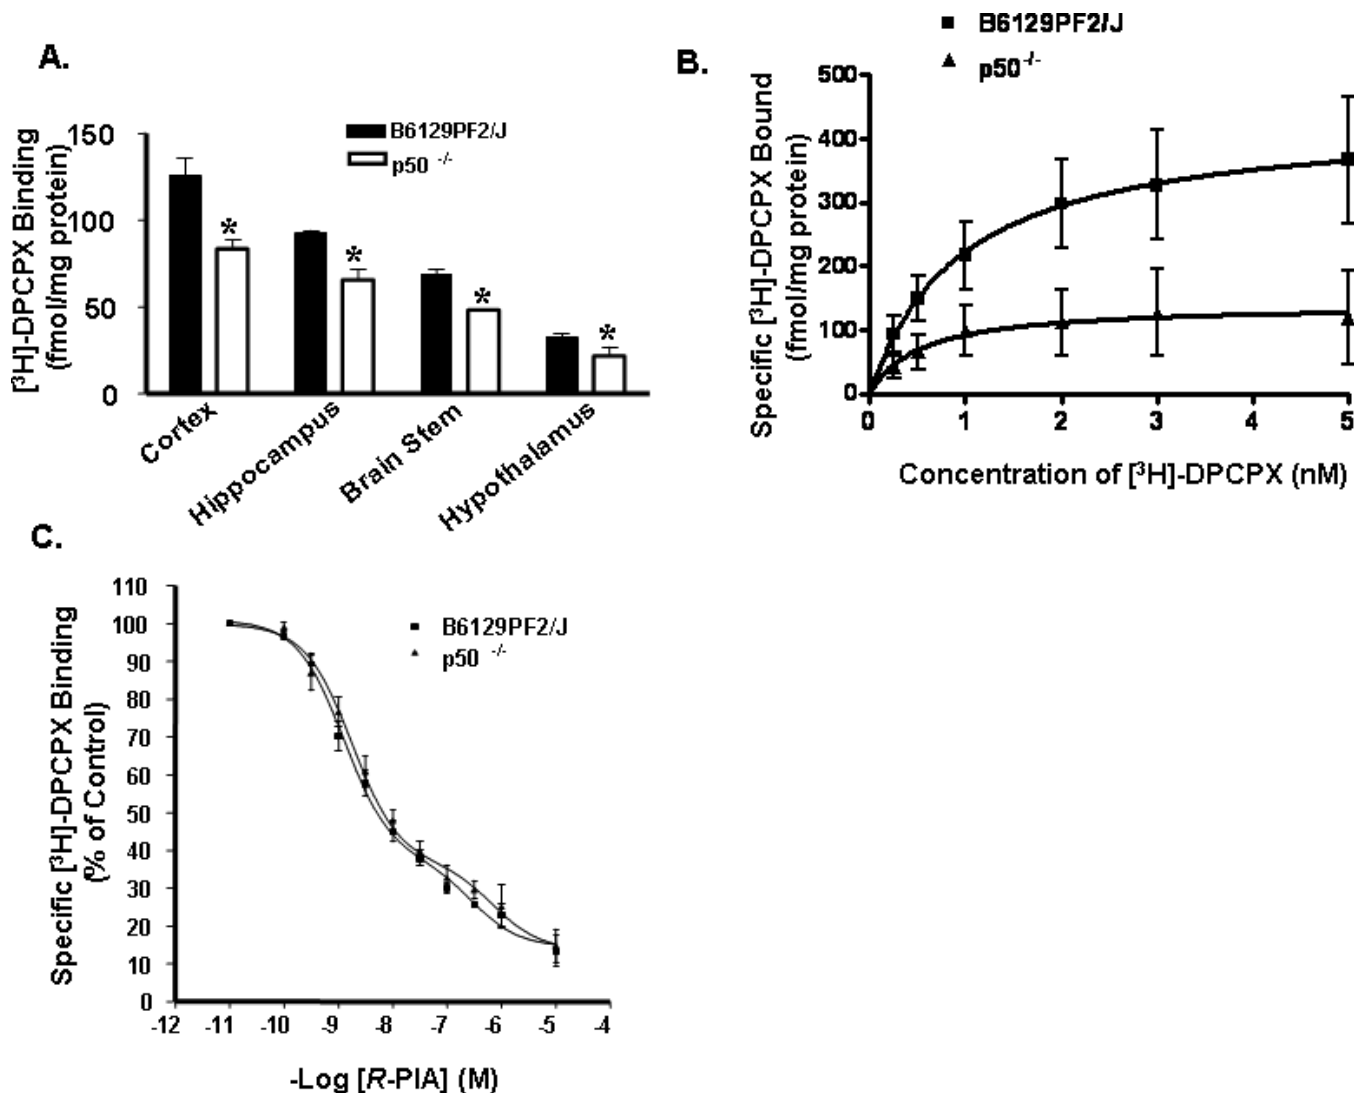 A.
[³H]-DPCPX Binding
(fmol/mg protein)
150
100
50
0
B6129PF2/J
p50 -/-
*
*
*
*
Cortex
Hippocampus
Brain Stem
Hypothalamus
B.
B6129PF2/J
p50-/-
Specific [³H]-DPCPX Bound
(fmol/mg protein)
500
400
300
200
100
0
0 1 2 3 4 5
Concentration of [³H]-DPCPX (nM)
C.
Specific [³H]-DPCPX Binding
(% of Control)
110
100
90
80
70
60
50
40
30
20
10
0
B6129PF2/J
p50 -/-
-12 -11 -10 -9 -8 -7 -6 -5 -4
-Log [R-PIA] (M)